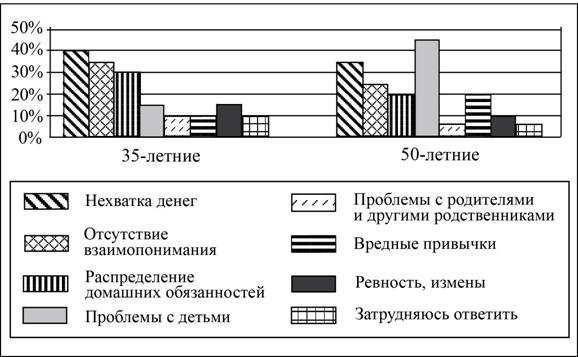 50%
40%
30%
20%
10%
0%
35-летние
50-летние
Нехватка денег
Отсутствие
взаимопонимания
Распределение
домашних обязанностей
Проблемы с детьми
Проблемы с родителями
и другими родственниками
Вредные привычки
Ревность, измены
Затрудняюсь ответить